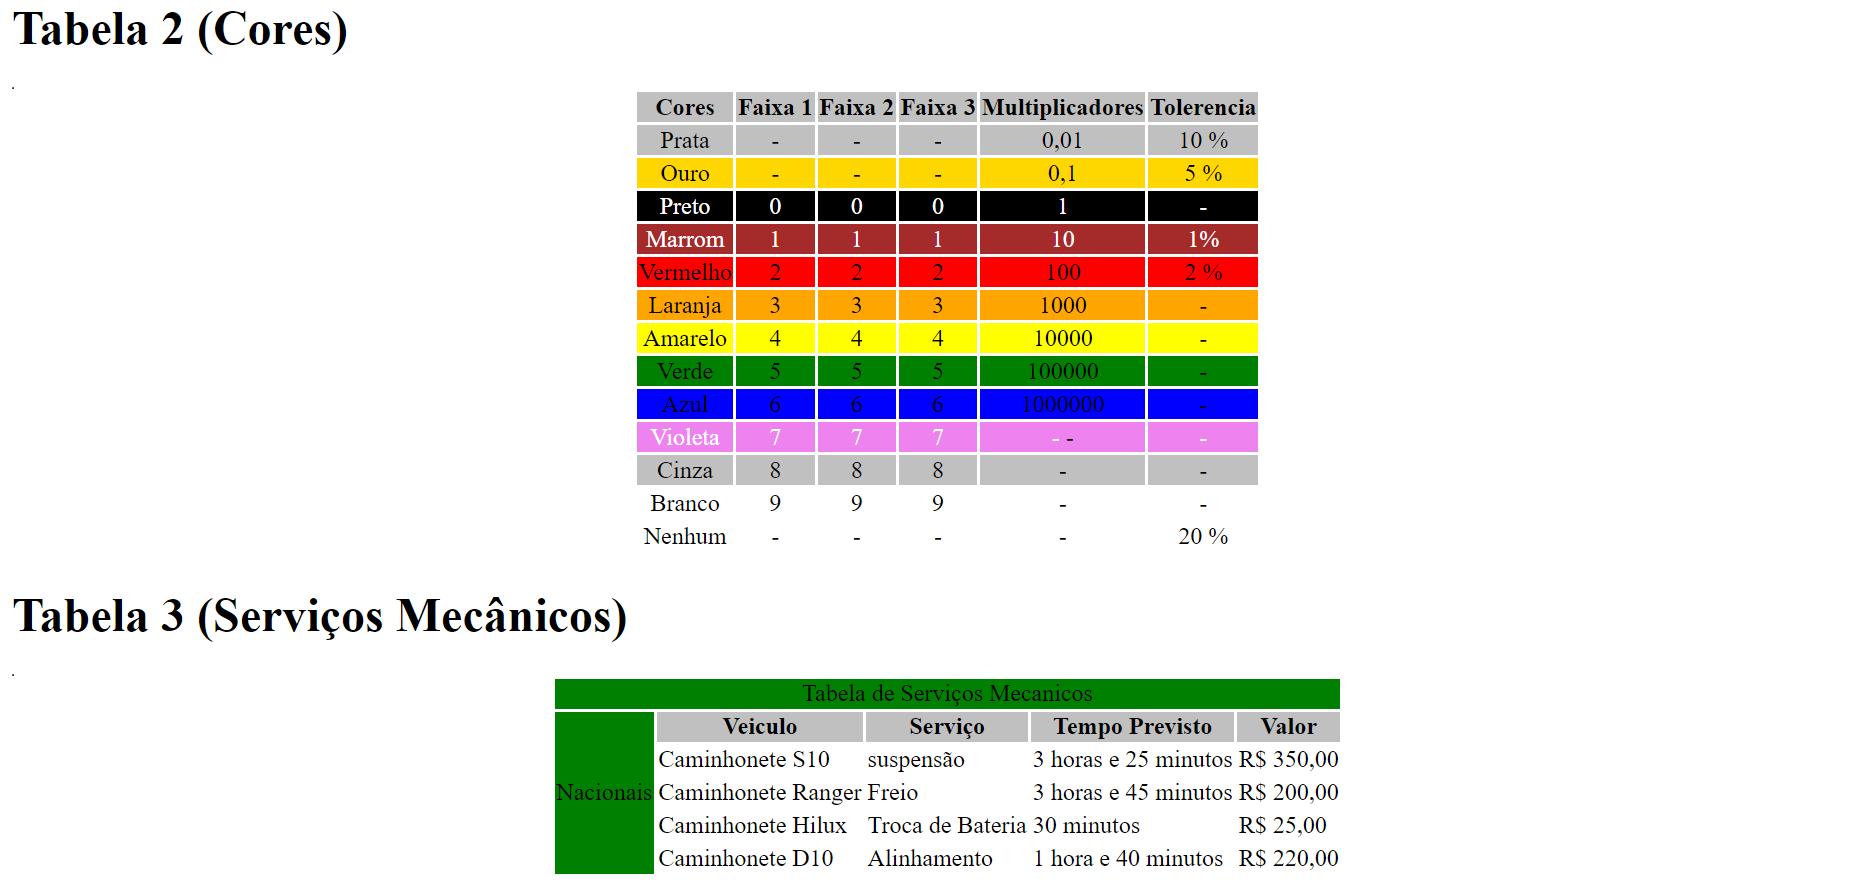 Tabela 2 (Cores)
.
Cores Faixa 1 Faixa 2 Faixa 3 Multiplicadores Tolerencia
Prata - - - 0,01 10 %
Ouro - - - 0,1 5 %
Preto 0 0 0 1 -
Marrom 1 1 1 10 1%
Vermelho 2 2 2 100 2 %
Laranja 3 3 3 1000 -
Amarelo 4 4 4 10000 -
Verde 5 5 5 100000 -
Azul 6 6 6 1000000 -
Violeta 7 7 7 - - -
Cinza 8 8 8 - -
Branco 9 9 9 - -
Nenhum - - - - 20 %
Tabela 3 (Serviços Mecânicos)
.
Tabela de Serviços Mecanicos
Veiculo Serviço Tempo Previsto Valor
Caminhonete S10 suspensão 3 horas e 25 minutos R$ 350,00
Nacionais Caminhonete Ranger Freio 3 horas e 45 minutos R$ 200,00
Caminhonete Hilux Troca de Bateria 30 minutos R$ 25,00
Caminhonete D10 Alinhamento 1 hora e 40 minutos R$ 220,00